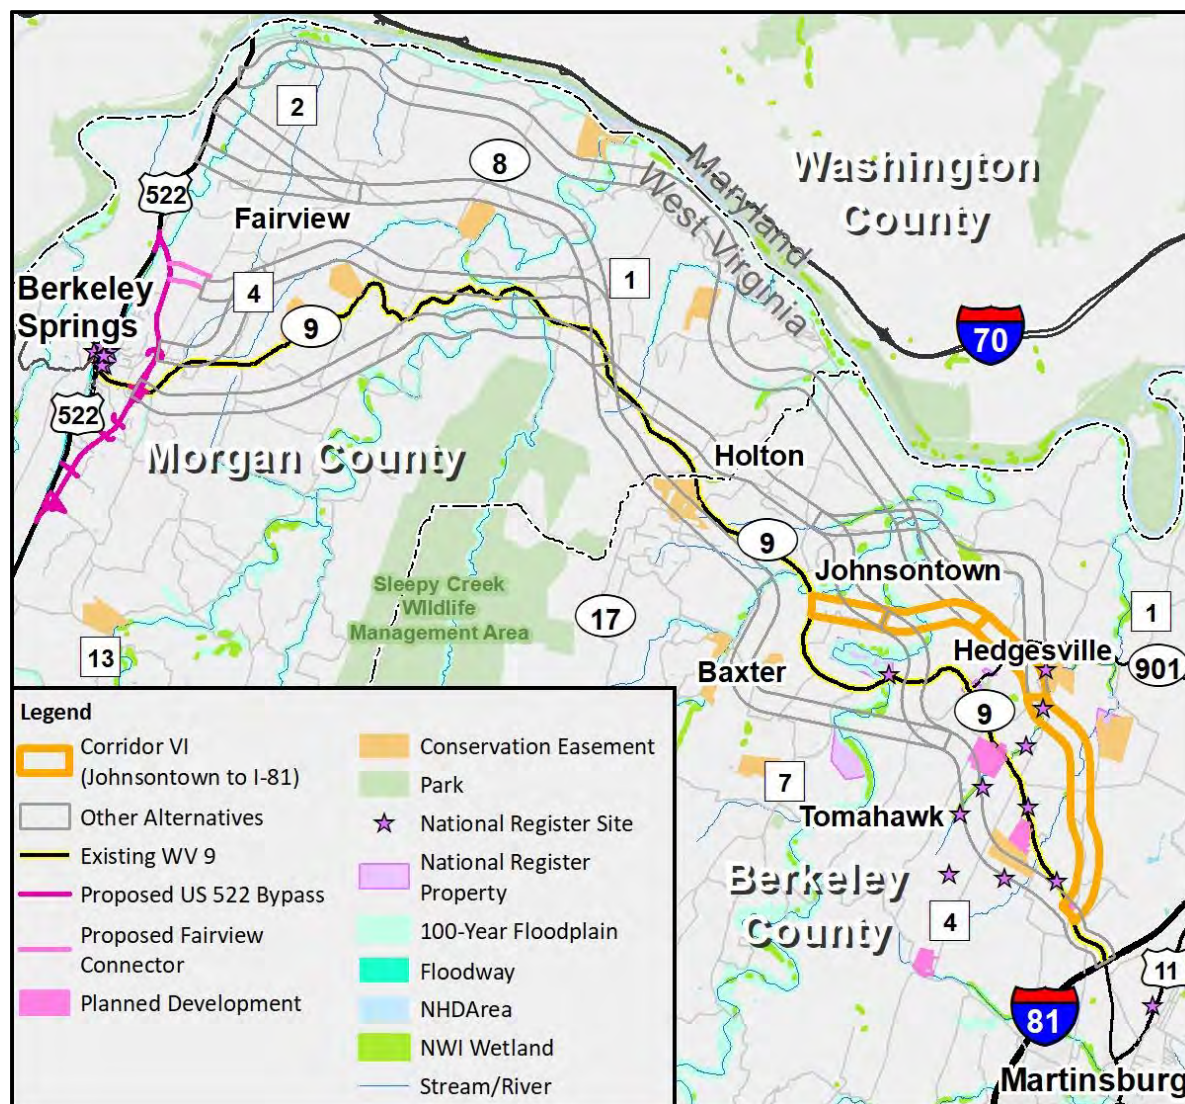 2
8
Washington
County
Maryland
West Virginia
522
Fairview
1
4
Berkeley
Springs
9
70
522
Morgan County
Holton
9
Johnsontown
Sleepy Creek
WIldlife
Management Area
17
1
13
Hedgesville
901
Baxter
9
7
Tomahawk
Berkeley
County
4
11
81
Martinsburg
Legend
Corridor VI
(Johnsontown to I-81)
Other Alternatives
Existing WV 9
Proposed US 522 Bypass
Proposed Fairview
Connector
Planned Development
Conservation Easement
Park
National Register Site
National Register
Property
100-Year Floodplain
Floodway
NHDArea
NWI Wetland
Stream/River